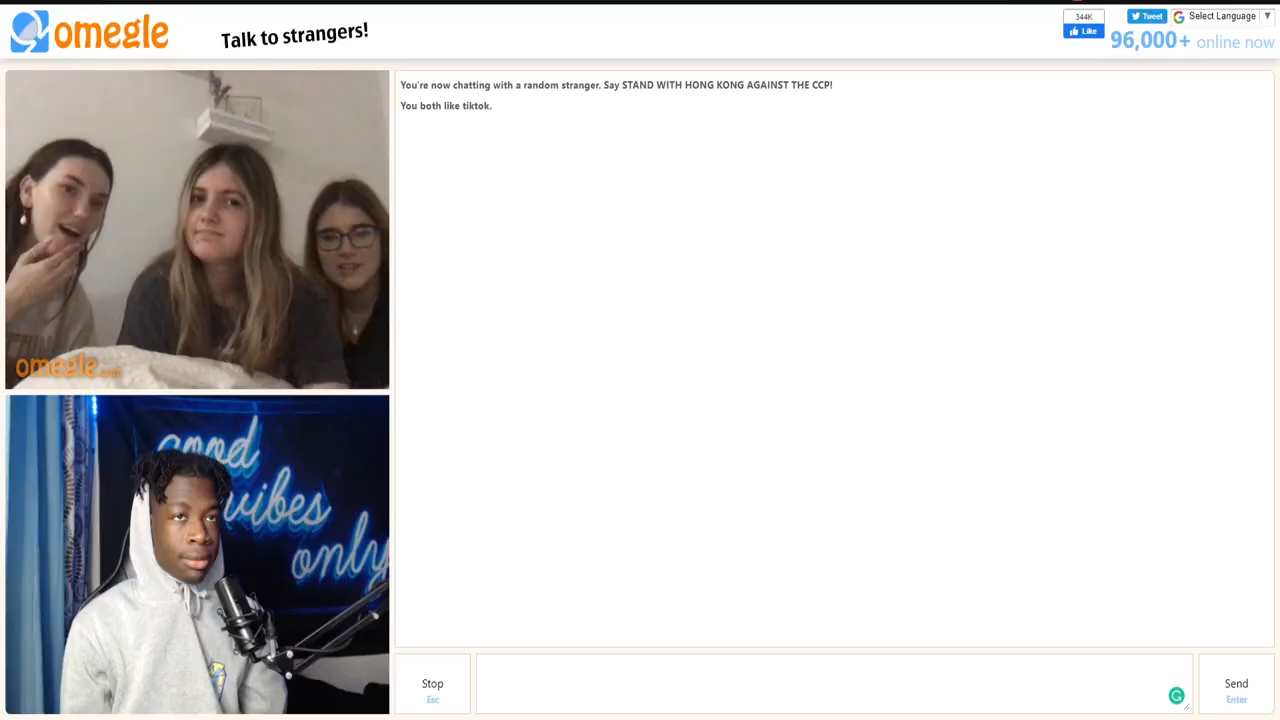 omegle
Talk to strangers!
344K
Like
Tweet
Select Language
96,000+ online now
You're now chatting with a random stranger. Say STAND WITH HONG KONG AGAINST THE CCP!
You both like tiktok.
omegle.com
good
vibes
only
Stop
Esc
Send
Enter